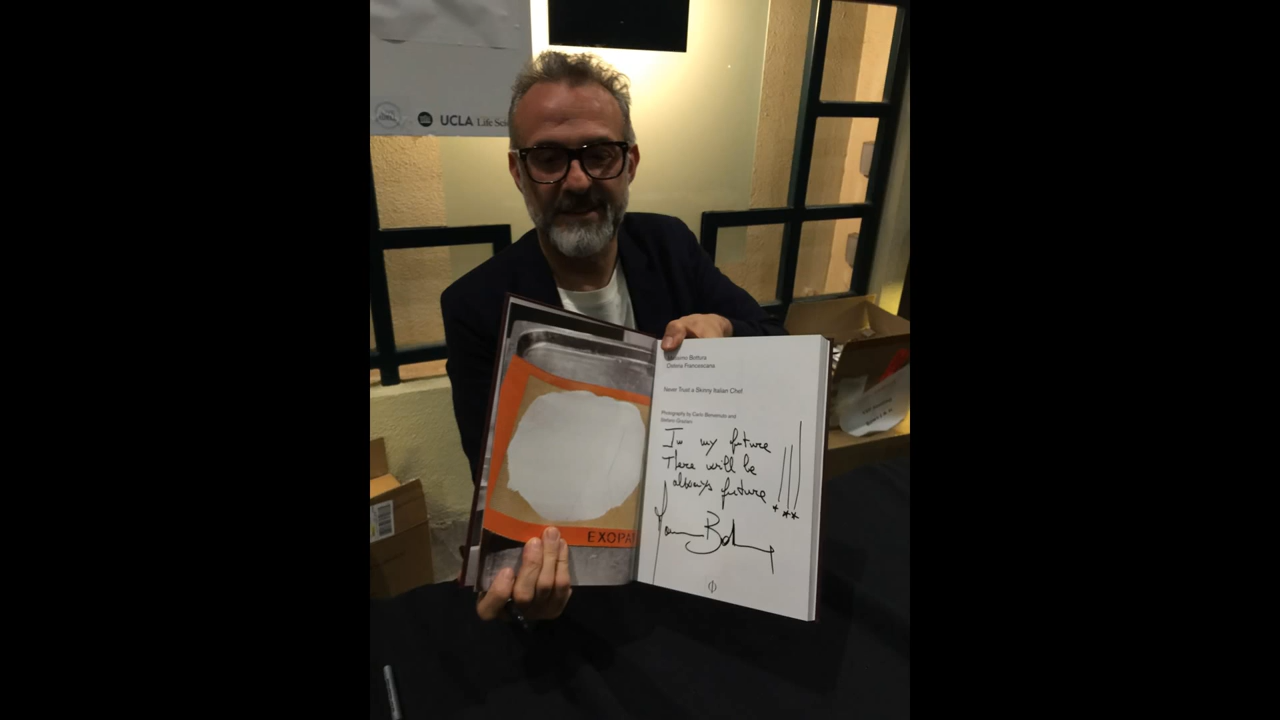 UCLA Life Sci
Massimo Bottura
Osteria Francescana
Never Trust a Skinny Italian Chef
Photography by Carlo Benvenuto and
Stefano Graziani
In my future
There will be
always future !!!
EXOPA